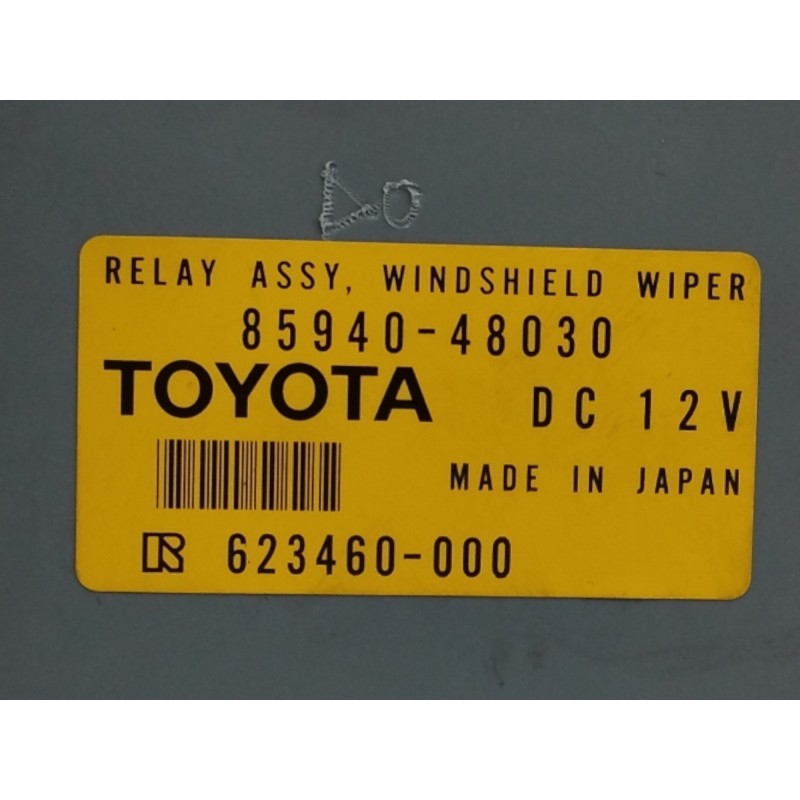 RELAY ASSY, WINDSHIELD WIPER
85940-48030
TOYOTA DC 12V
MADE IN JAPAN
R 623460-000